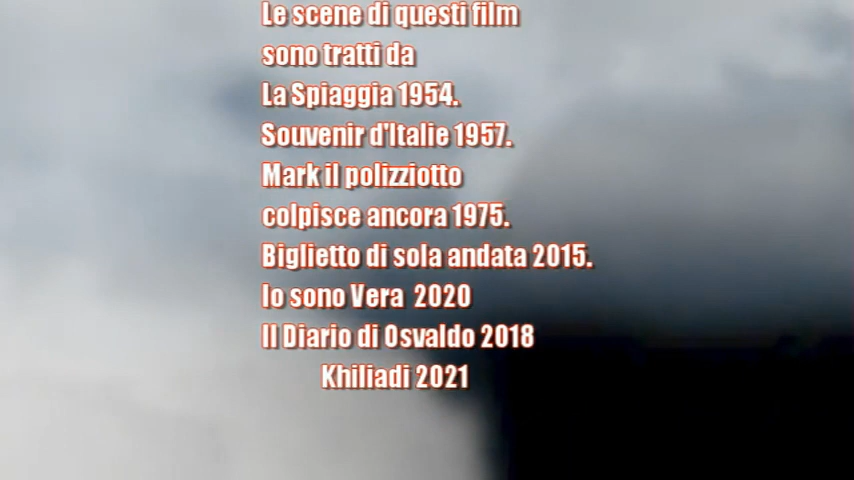 Le scene di questi film
sono tratti da
La Spiaggia 1954.
Souvenir d'Italie 1957.
Mark il polizziotto
colpisce ancora 1975.
Biglietto di sola andata 2015.
Io sono Vera 2020
Il Diario di Osvaldo 2018
Khiliadi 2021